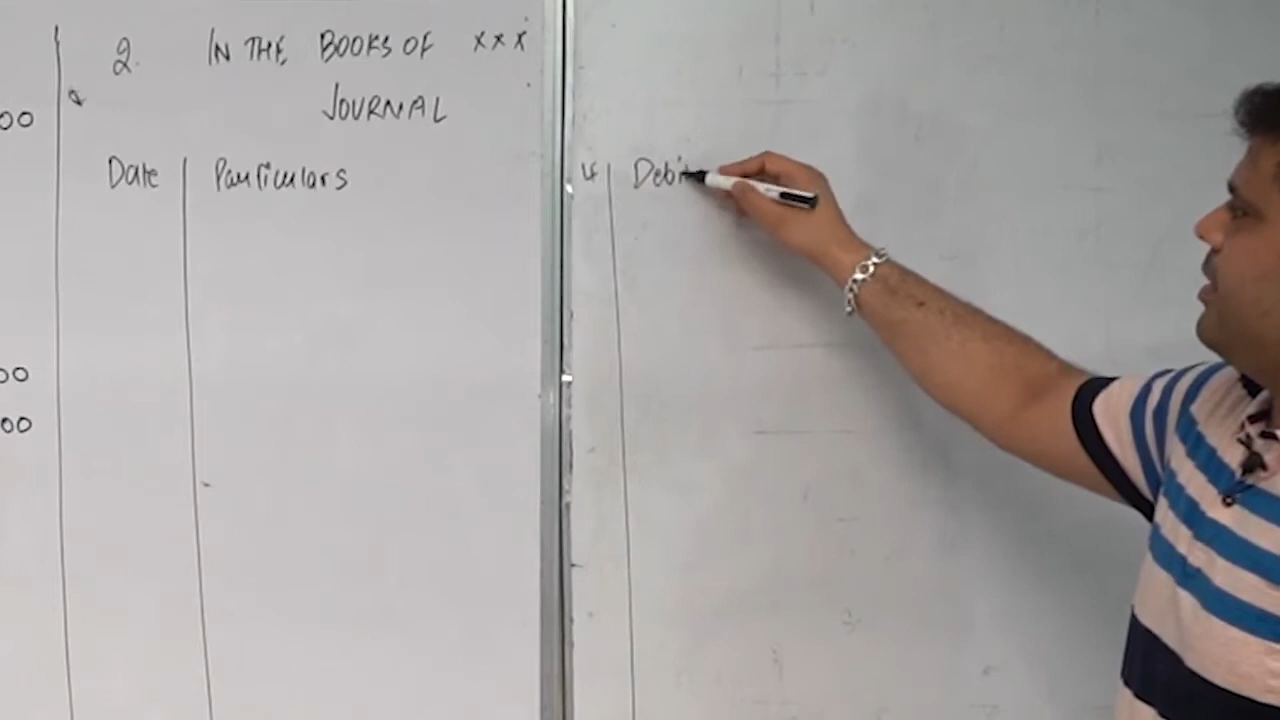 2. IN THE BOOKS OF xxx
00
JOURNAL
Date Particulars LF Debit
00
00